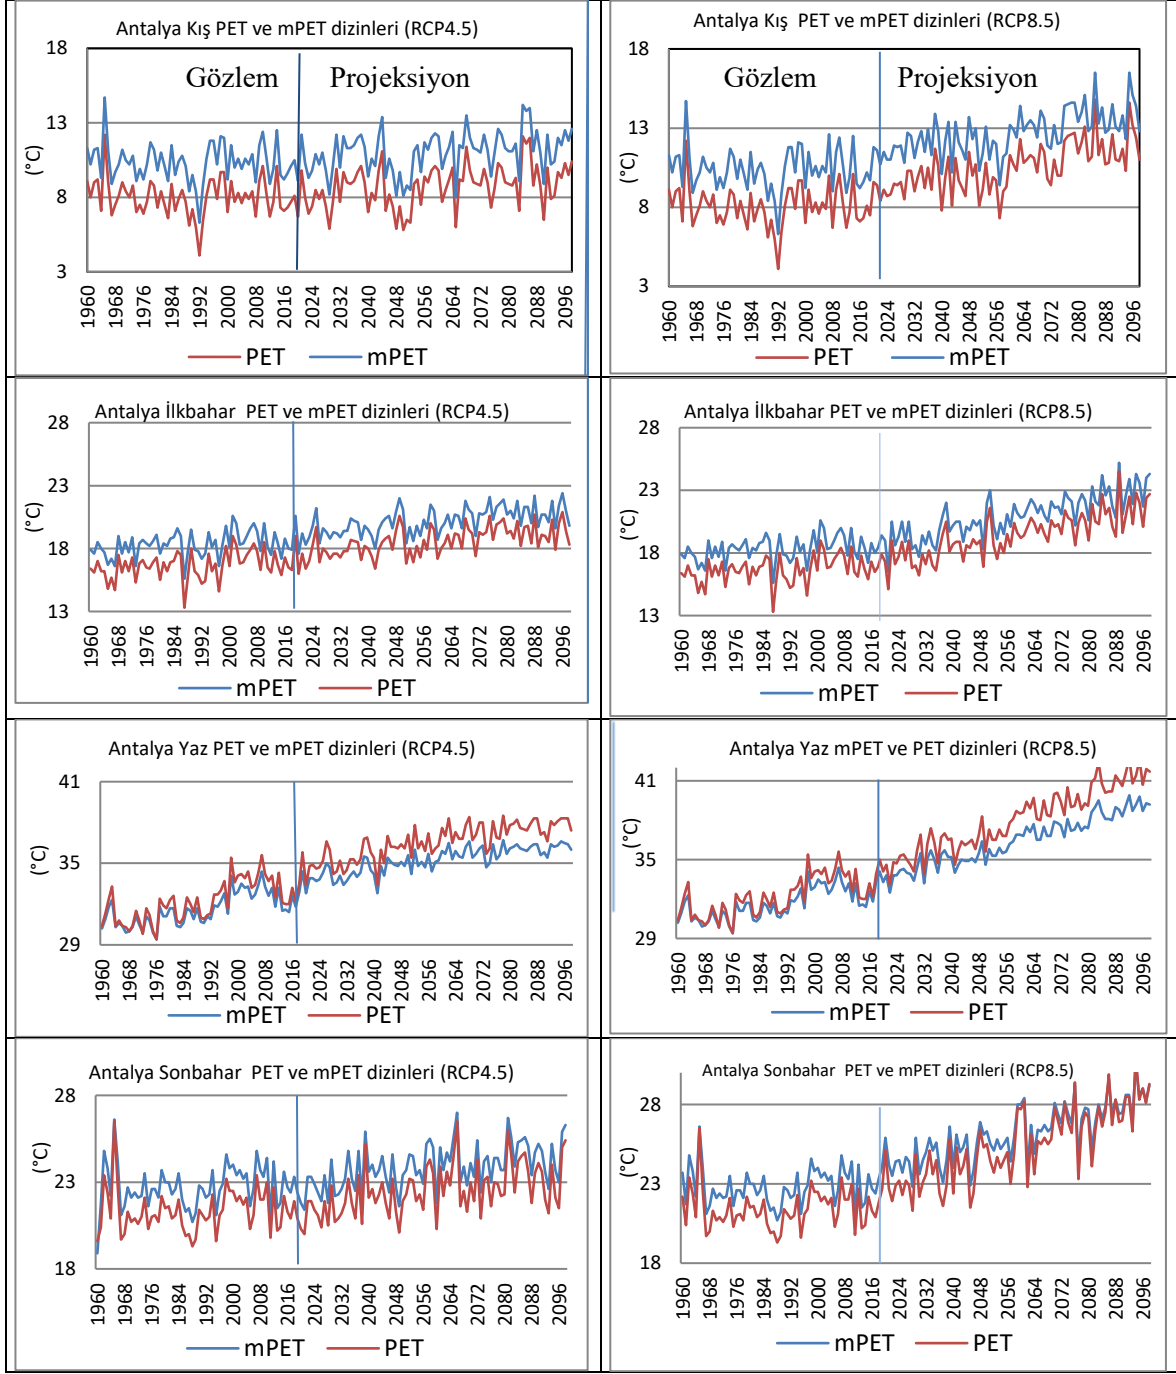 Antalya Kış PET ve mPET dizinleri (RCP4.5)
18
13
8
3
(°C)
Gözlem
Projeksiyon
1960 1968 1976 1984 1992 2000 2008 2016 2024 2032 2040 2048 2056 2064 2072 2080 2088 2096
PET mPET
Antalya Kış PET ve mPET dizinleri (RCP8.5)
18
13
8
3
(°C)
Gözlem
Projeksiyon
1960 1968 1976 1984 1992 2000 2008 2016 2024 2032 2040 2048 2056 2064 2072 2080 2088 2096
PET mPET
Antalya İlkbahar PET ve mPET dizinleri (RCP4.5)
28
23
18
13
(°C)
1960 1968 1976 1984 1992 2000 2008 2016 2024 2032 2040 2048 2056 2064 2072 2080 2088 2096
mPET PET
Antalya İlkbahar PET ve mPET dizinleri (RCP8.5)
28
23
18
13
(°C)
1960 1968 1976 1984 1992 2000 2008 2016 2024 2032 2040 2048 2056 2064 2072 2080 2088 2096
mPET PET
Antalya Yaz PET ve mPET dizinleri (RCP4.5)
41
35
29
(°C)
1960 1968 1976 1984 1992 2000 2008 2016 2024 2032 2040 2048 2056 2064 2072 2080 2088 2096
mPET PET
Antalya Yaz mPET ve PET dizinleri (RCP8.5)
41
35
29
(°C)
1960 1968 1976 1984 1992 2000 2008 2016 2024 2032 2040 2048 2056 2064 2072 2080 2088 2096
mPET PET
Antalya Sonbahar PET ve mPET dizinleri (RCP4.5)
28
23
18
(°C)
1960 1968 1976 1984 1992 2000 2008 2016 2024 2032 2040 2048 2056 2064 2072 2080 2088 2096
mPET PET
Antalya Sonbahar PET ve mPET dizinleri (RCP8.5)
28
23
18
(°C)
1960 1968 1976 1984 1992 2000 2008 2016 2024 2032 2040 2048 2056 2064 2072 2080 2088 2096
mPET PET